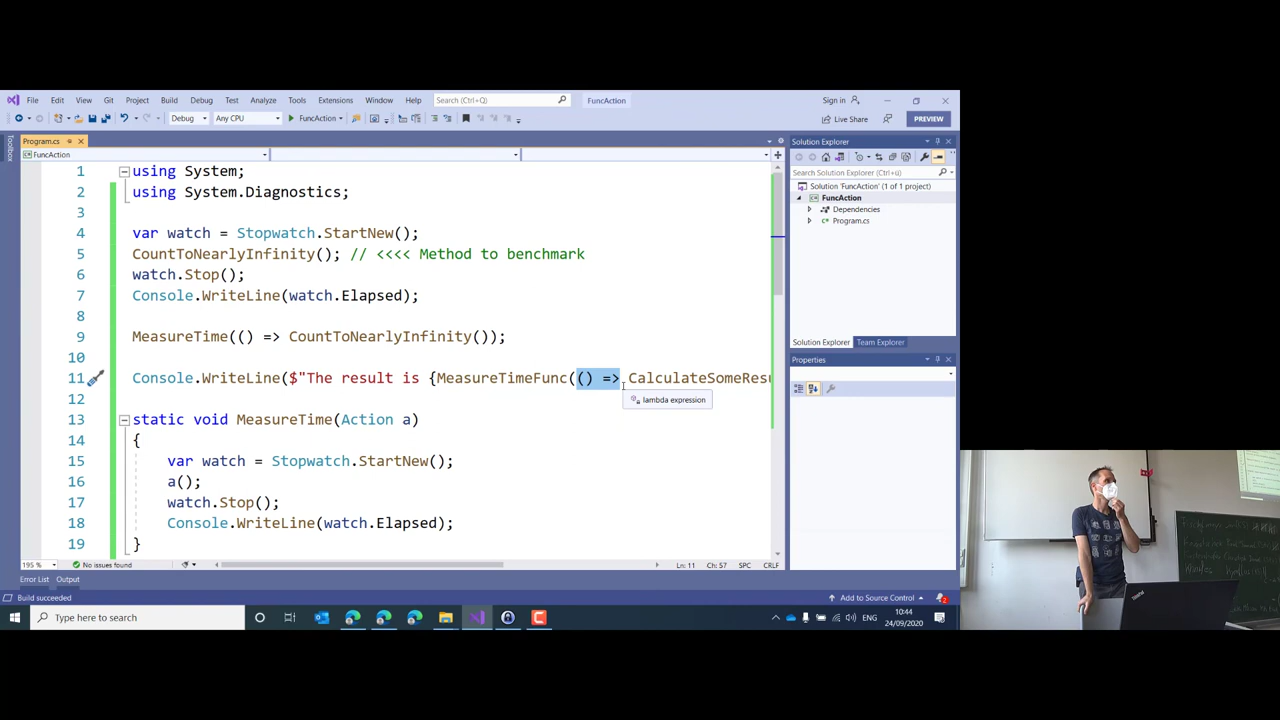 File Edit View Git Project Build Debug Test Analyze Tools Extensions Window Help Search (Ctrl+Q) FuncAction Sign in
Debug Any CPU FuncAction Live Share PREVIEW
Toolbox
Program.cs
FuncAction
1 using System;
2 using System.Diagnostics;
3
4 var watch = Stopwatch.StartNew();
5 CountToNearlyInfinity(); // <<<< Method to benchmark
6 watch.Stop();
7 Console.WriteLine(watch.Elapsed);
8
9 MeasureTime(() => CountToNearlyInfinity());
10
11 Console.WriteLine($"The result is {MeasureTimeFunc(() => CalculateSomeResu
lambda expression
12
13 static void MeasureTime(Action a)
14 {
15 var watch = Stopwatch.StartNew();
16 a();
17 watch.Stop();
18 Console.WriteLine(watch.Elapsed);
19 }
195 % No issues found Ln: 11 Ch: 57 SPC CRLF
Error List Output
Build succeeded Add to Source Control 2
Solution Explorer
Search Solution Explorer (Ctrl+ü)
Solution 'FuncAction' (1 of 1 project)
FuncAction
Dependencies
Program.cs
Solution Explorer Team Explorer
Properties
Type here to search
ENG
10:44
24/09/2020
ThinkPad